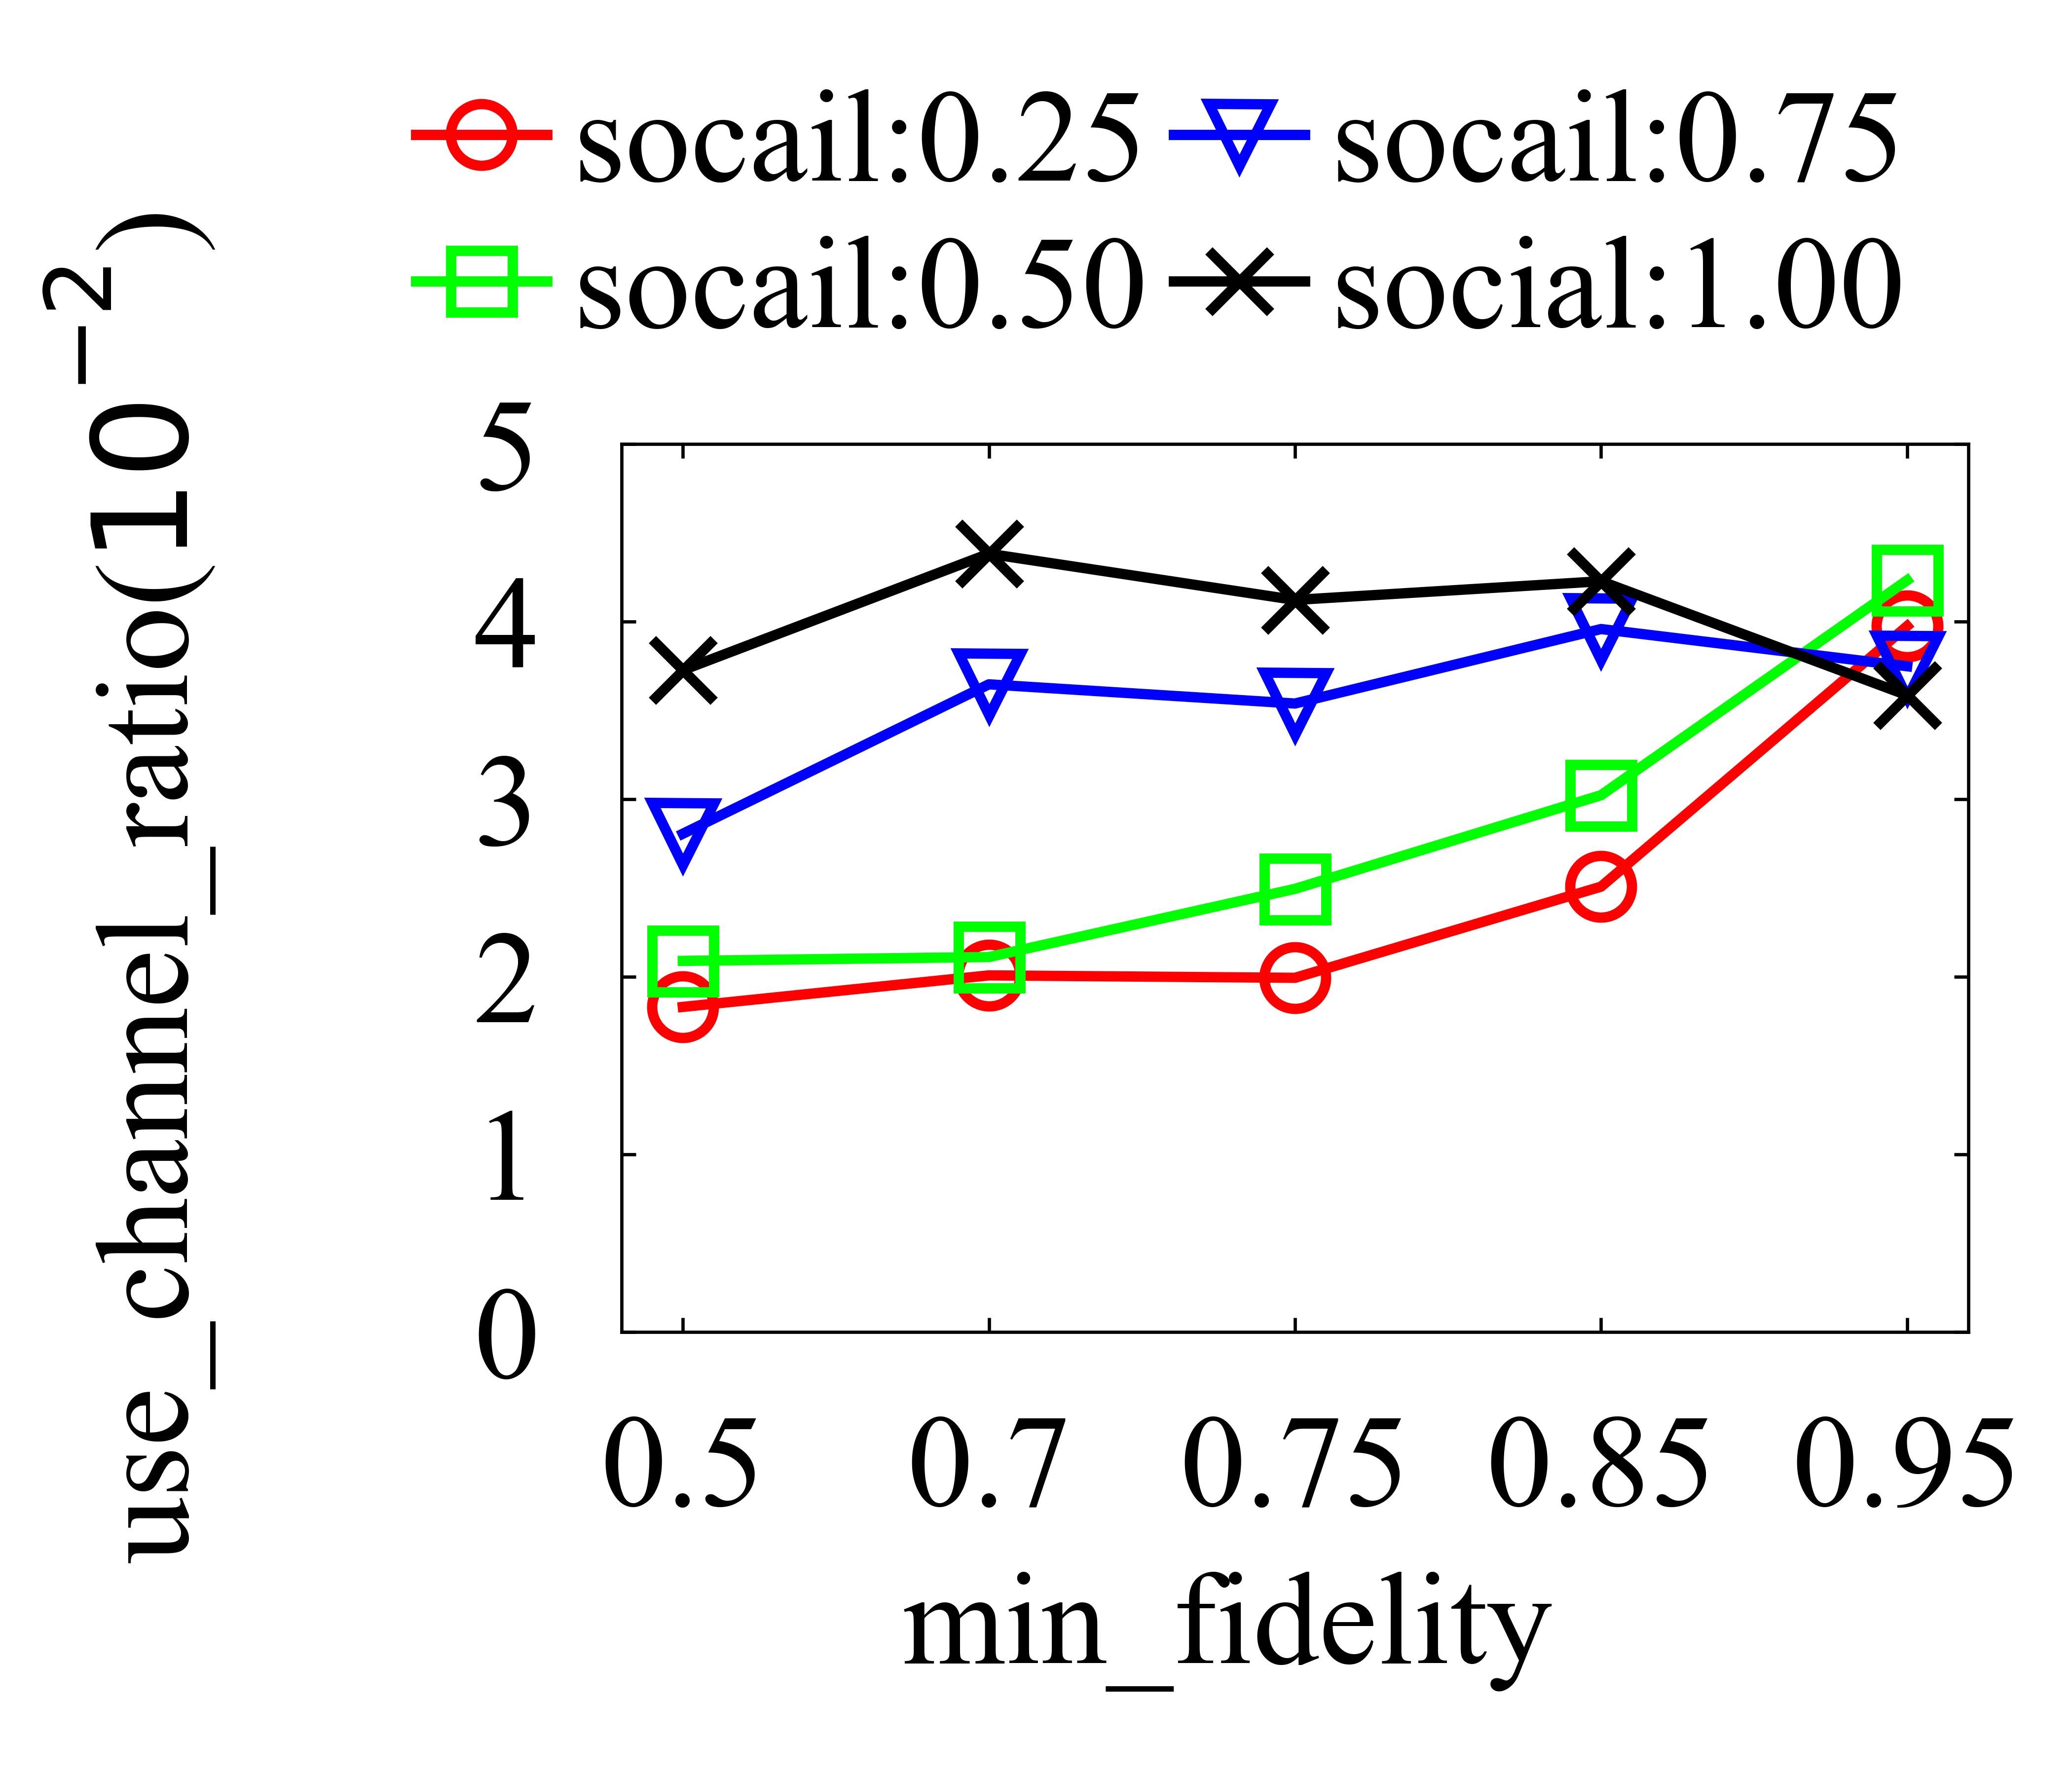 socail:0.25 socail:0.75
socail:0.50 social:1.00
use_channel_ratio(10⁻²)
5
4
3
2
1
0
0.5 0.7 0.75 0.85 0.95
min_fidelity